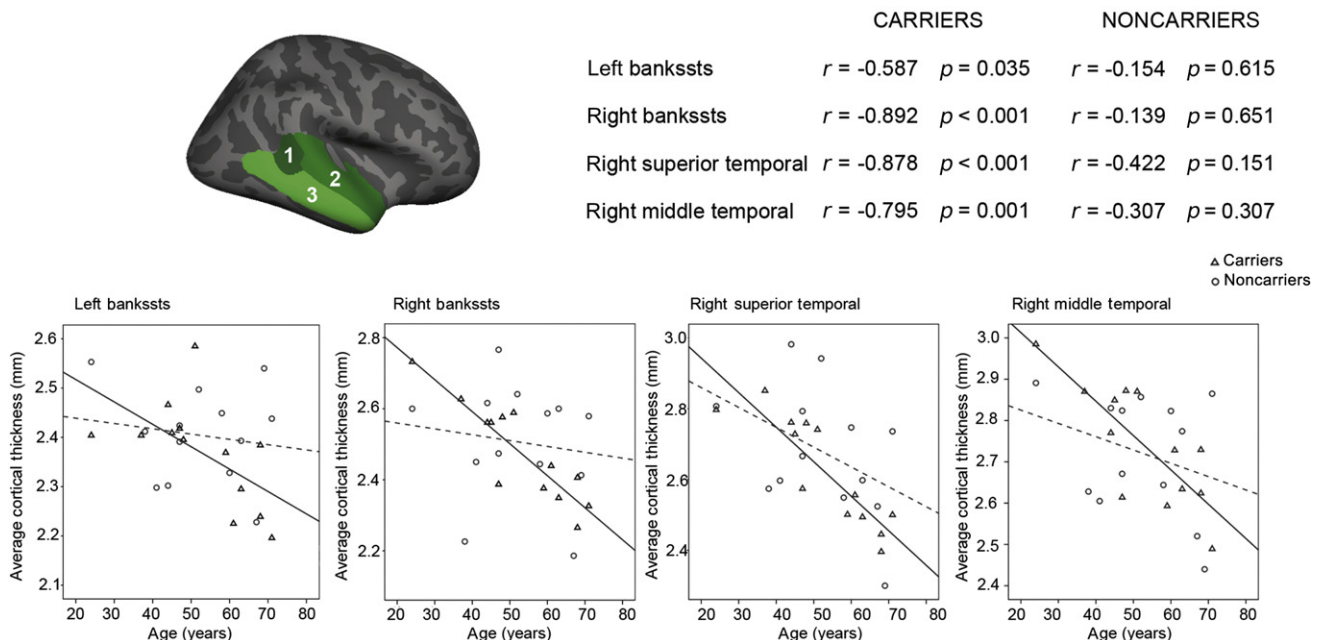 CARRIERS NONCARRIERS
Left bankssts r = -0.587 p = 0.035 r = -0.154 p = 0.615
Right bankssts r = -0.892 p < 0.001 r = -0.139 p = 0.651
Right superior temporal r = -0.878 p < 0.001 r = -0.422 p = 0.151
Right middle temporal r = -0.795 p = 0.001 r = -0.307 p = 0.307
1
2
3
Carriers
Noncarriers
Left bankssts
Average cortical thickness (mm)
2.6
2.5
2.4
2.3
2.2
2.1
20 30 40 50 60 70 80
Age (years)
Right bankssts
Average cortical thickness (mm)
2.8
2.6
2.4
2.2
20 30 40 50 60 70 80
Age (years)
Right superior temporal
Average cortical thickness (mm)
3.0
2.8
2.6
2.4
20 30 40 50 60 70 80
Age (years)
Right middle temporal
Average cortical thickness (mm)
3.0
2.9
2.8
2.7
2.6
2.5
2.4
20 30 40 50 60 70 80
Age (years)